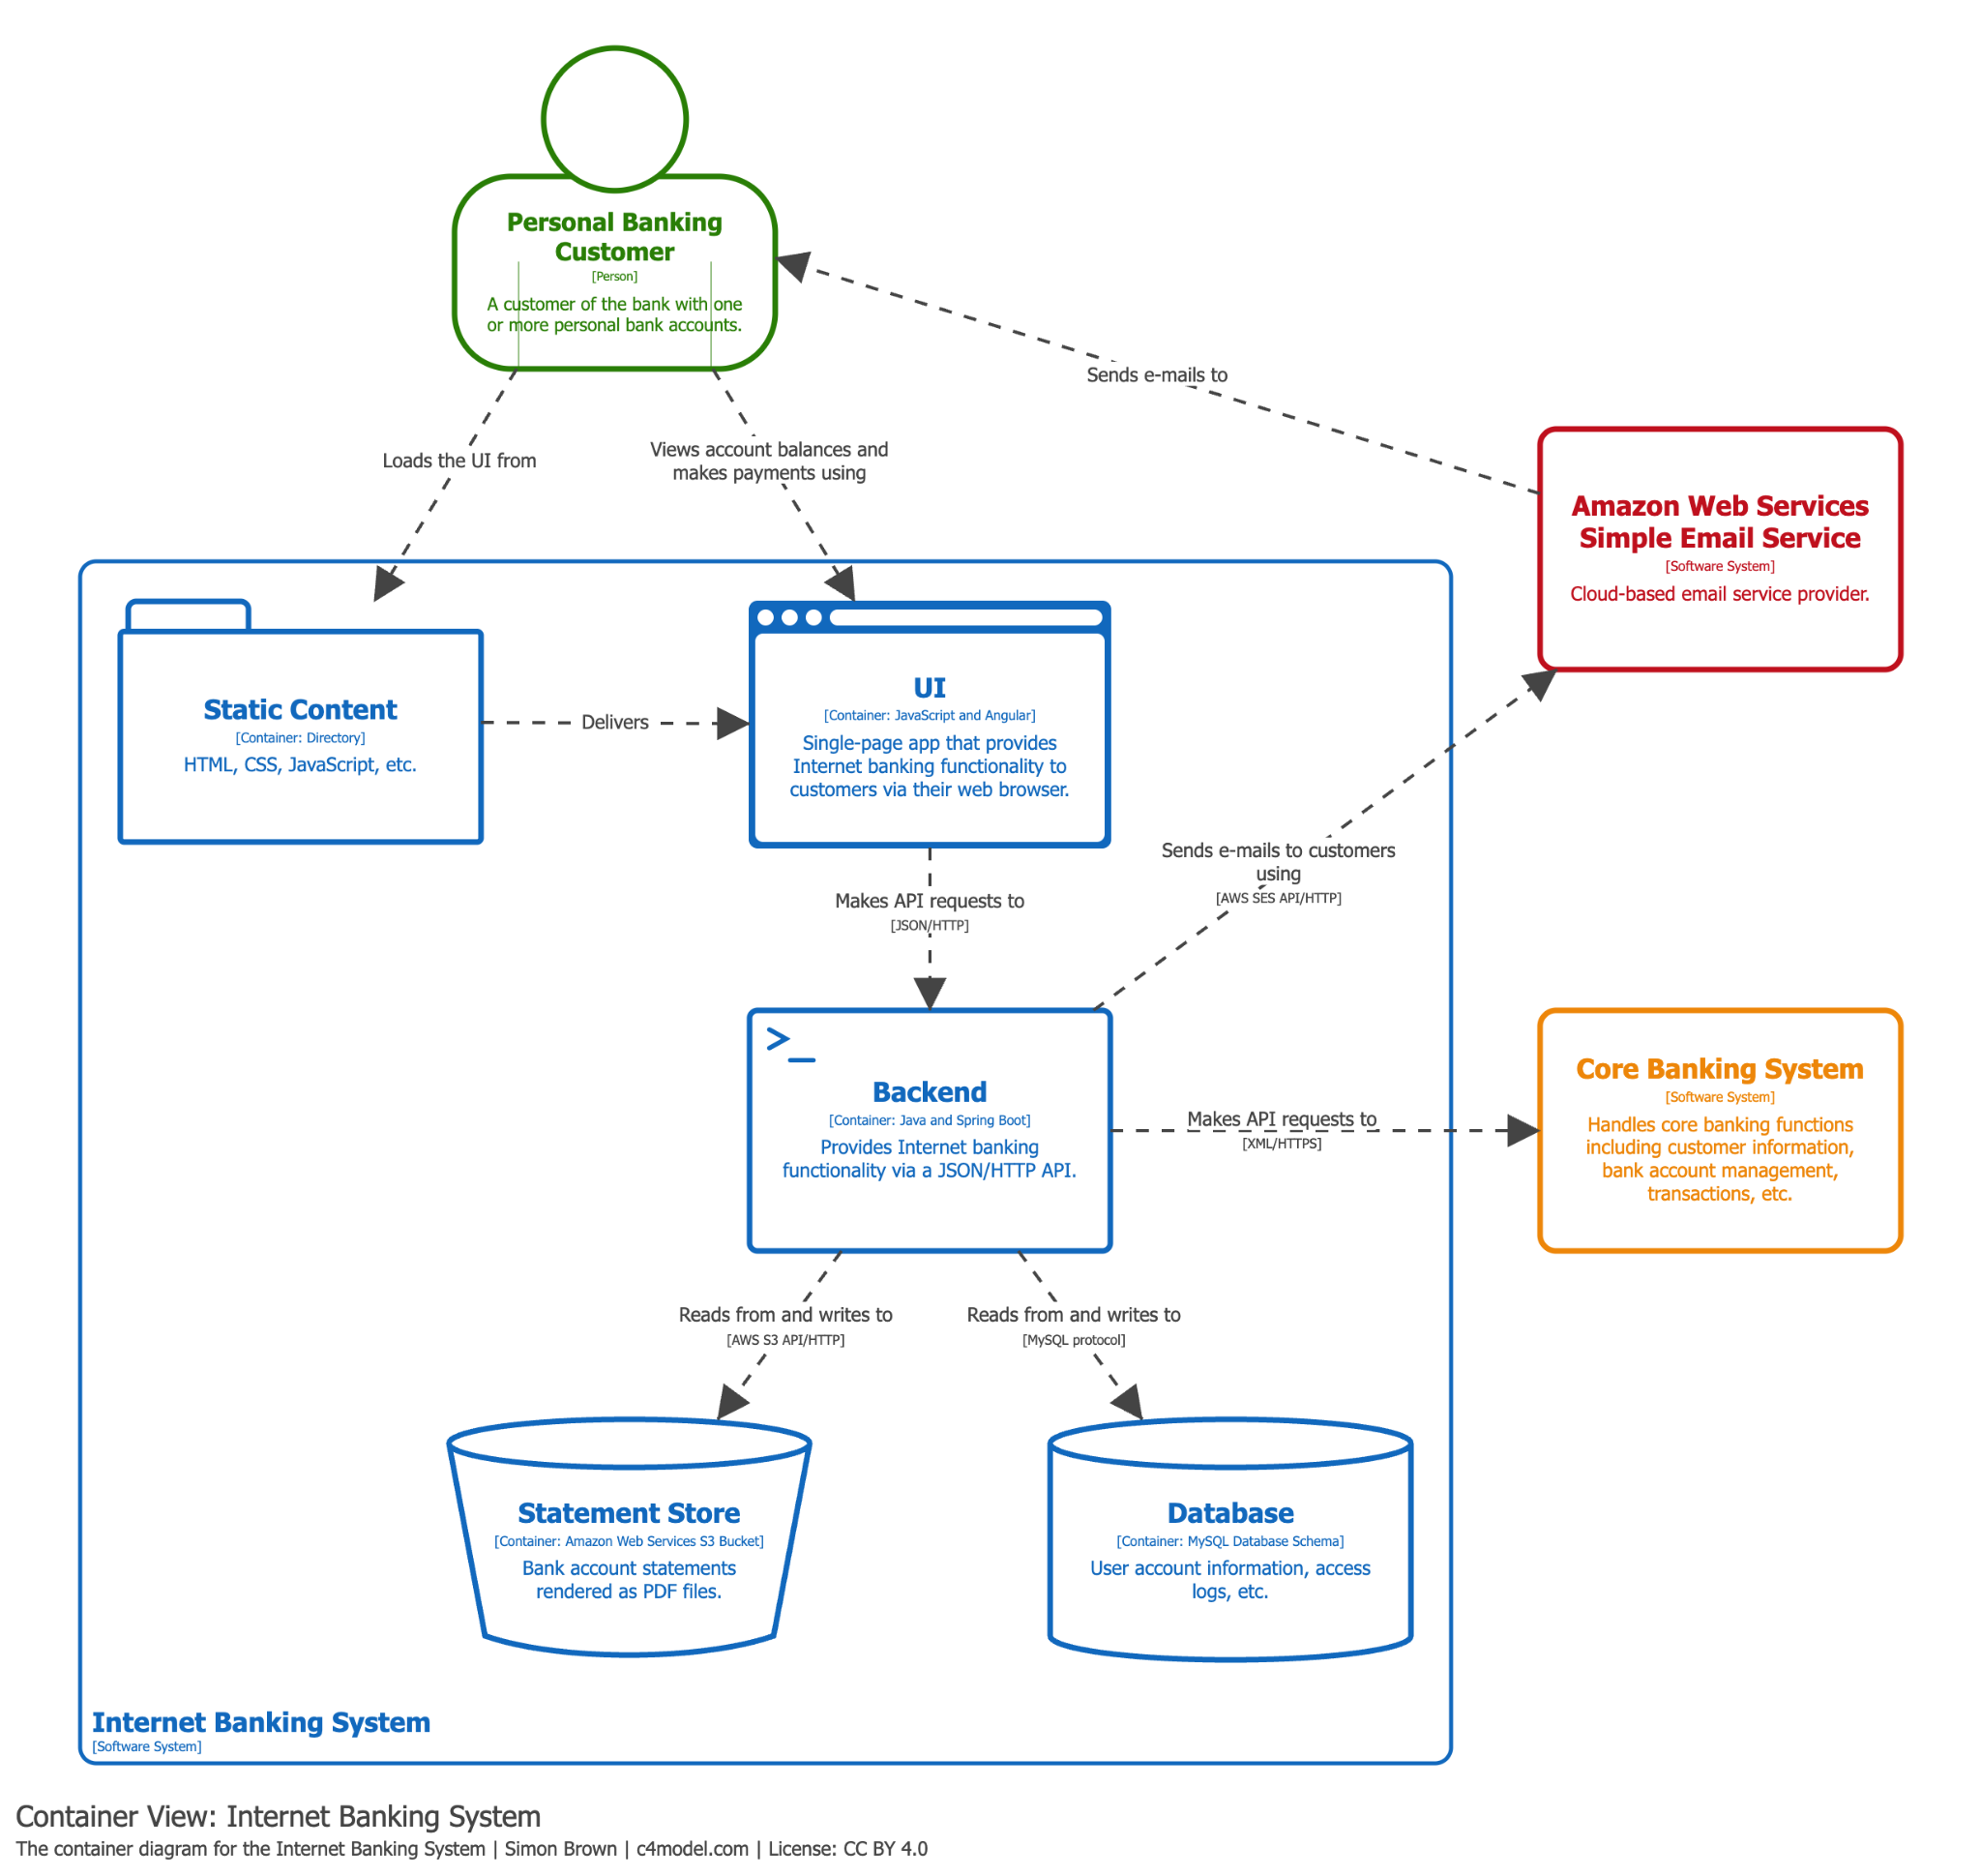 Personal Banking
Customer
[Person]
A customer of the bank with one
or more personal bank accounts.
Sends e-mails to
Loads the UI from
Views account balances and
makes payments using
Amazon Web Services
Simple Email Service
[Software System]
Cloud-based email service provider.
Static Content
[Container: Directory]
HTML, CSS, JavaScript, etc.
Delivers
UI
[Container: JavaScript and Angular]
Single-page app that provides
Internet banking functionality to
customers via their web browser.
Makes API requests to
[JSON/HTTP]
Sends e-mails to customers
using
[AWS SES API/HTTP]
>_
Backend
[Container: Java and Spring Boot]
Provides Internet banking
functionality via a JSON/HTTP API.
Makes API requests to
[XML/HTTPS]
Core Banking System
[Software System]
Handles core banking functions
including customer information,
bank account management,
transactions, etc.
Reads from and writes to
[AWS S3 API/HTTP]
Reads from and writes to
[MySQL protocol]
Statement Store
[Container: Amazon Web Services S3 Bucket]
Bank account statements
rendered as PDF files.
Database
[Container: MySQL Database Schema]
User account information, access
logs, etc.
Internet Banking System
[Software System]
Container View: Internet Banking System
The container diagram for the Internet Banking System | Simon Brown | c4model.com | License: CC BY 4.0